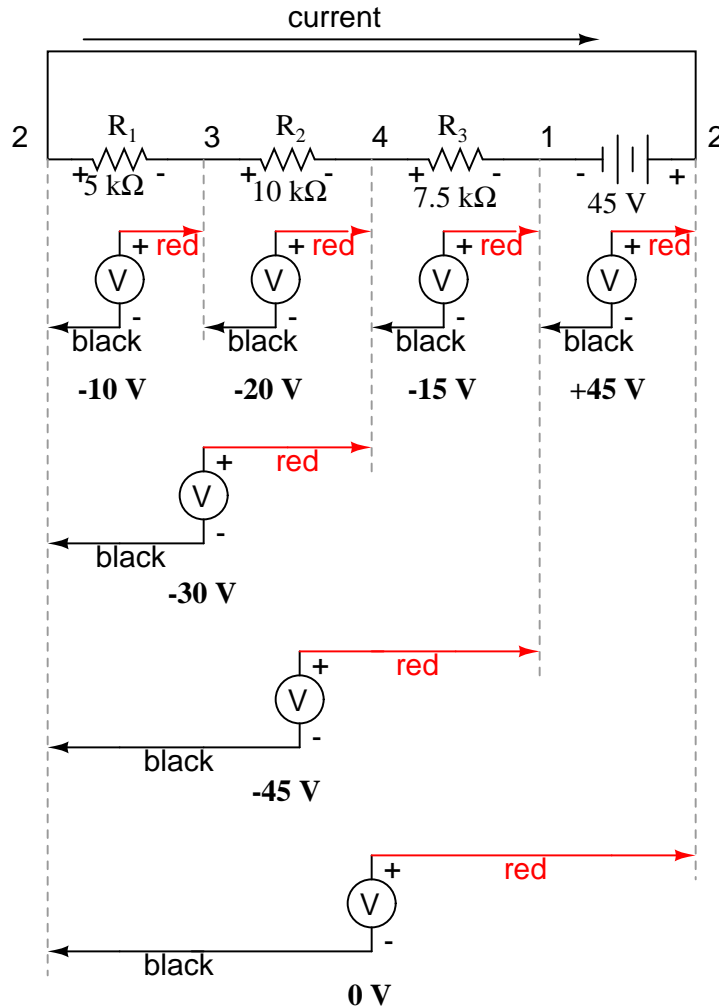 current
2 R1 3 R2 4 R3 1 2
+ - + - + - - +
5 kΩ 10 kΩ 7.5 kΩ 45 V
+ red + red + red + red
V V V V
- - - -
black black black black
-10 V -20 V -15 V +45 V
+ red
V
-
black
-30 V
+ red
V
-
black
-45 V
+ red
V
-
black
0 V